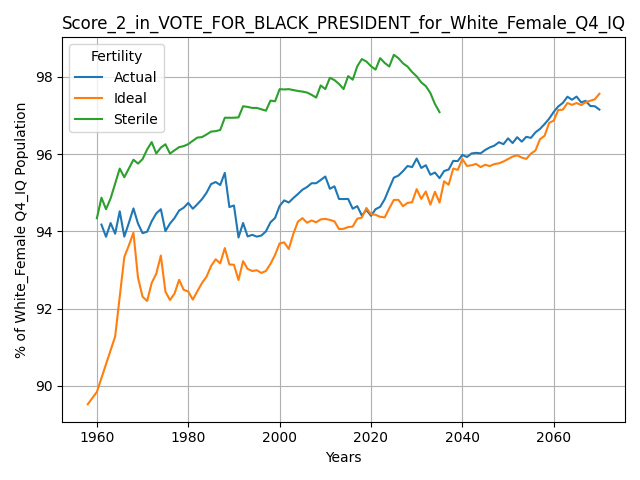 Score_2_in_VOTE_FOR_BLACK_PRESIDENT_for_White_Female_Q4_IQ
Fertility
Actual
Ideal
Sterile
% of White_Female Q4_IQ Population
98
96
94
92
90
1960
1980
2000
2020
2040
2060
Years